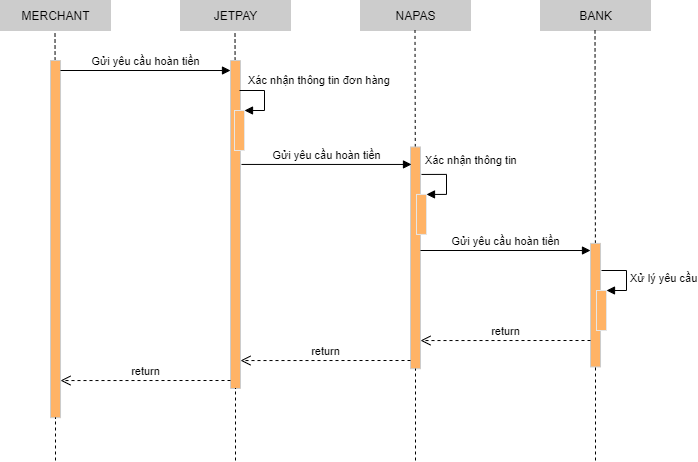 MERCHANT
JETPAY
NAPAS
BANK
Gửi yêu cầu hoàn tiền
Xác nhận thông tin đơn hàng
Gửi yêu cầu hoàn tiền
Xác nhận thông tin
Gửi yêu cầu hoàn tiền
Xử lý yêu cầu
return
return
return